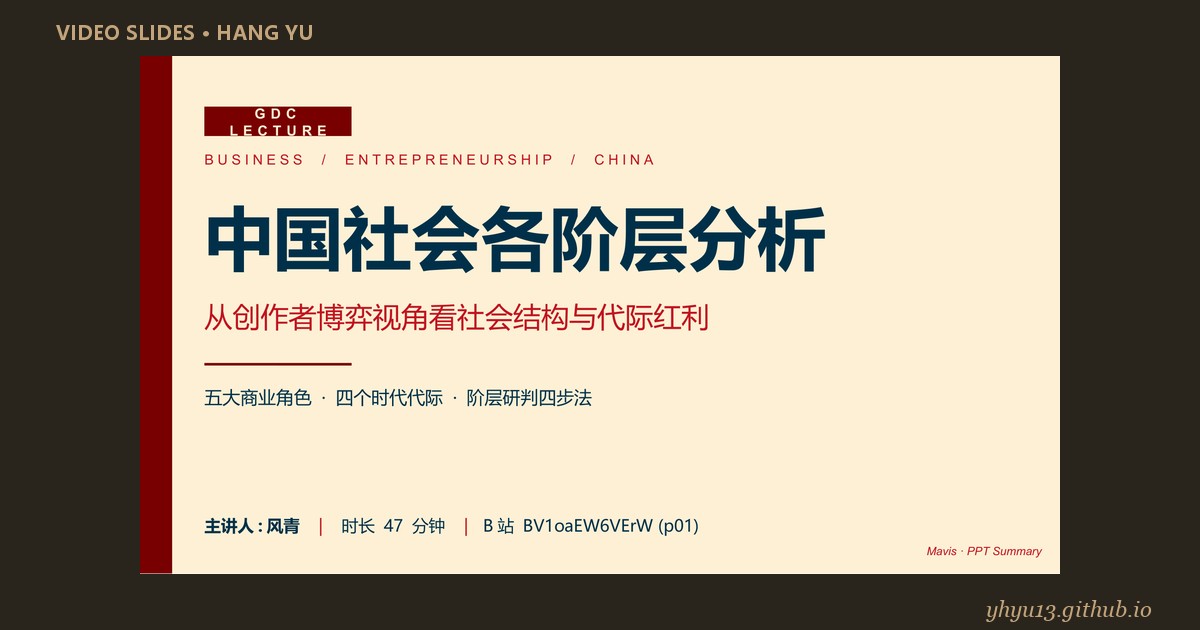 VIDEO SLIDES • HANG YU
GDC
LECTURE
BUSINESS / ENTREPRENEURSHIP / CHINA
中国社会各阶层分析
从创作者博弈视角看社会结构与代际红利
五大商业角色 · 四个时代代际 · 阶层研判四步法
主讲人 : 风青 | 时长 47 分钟 | B 站 BV1oaEW6VErW (p01)
Mavis · PPT Summary
yhyu13.github.io